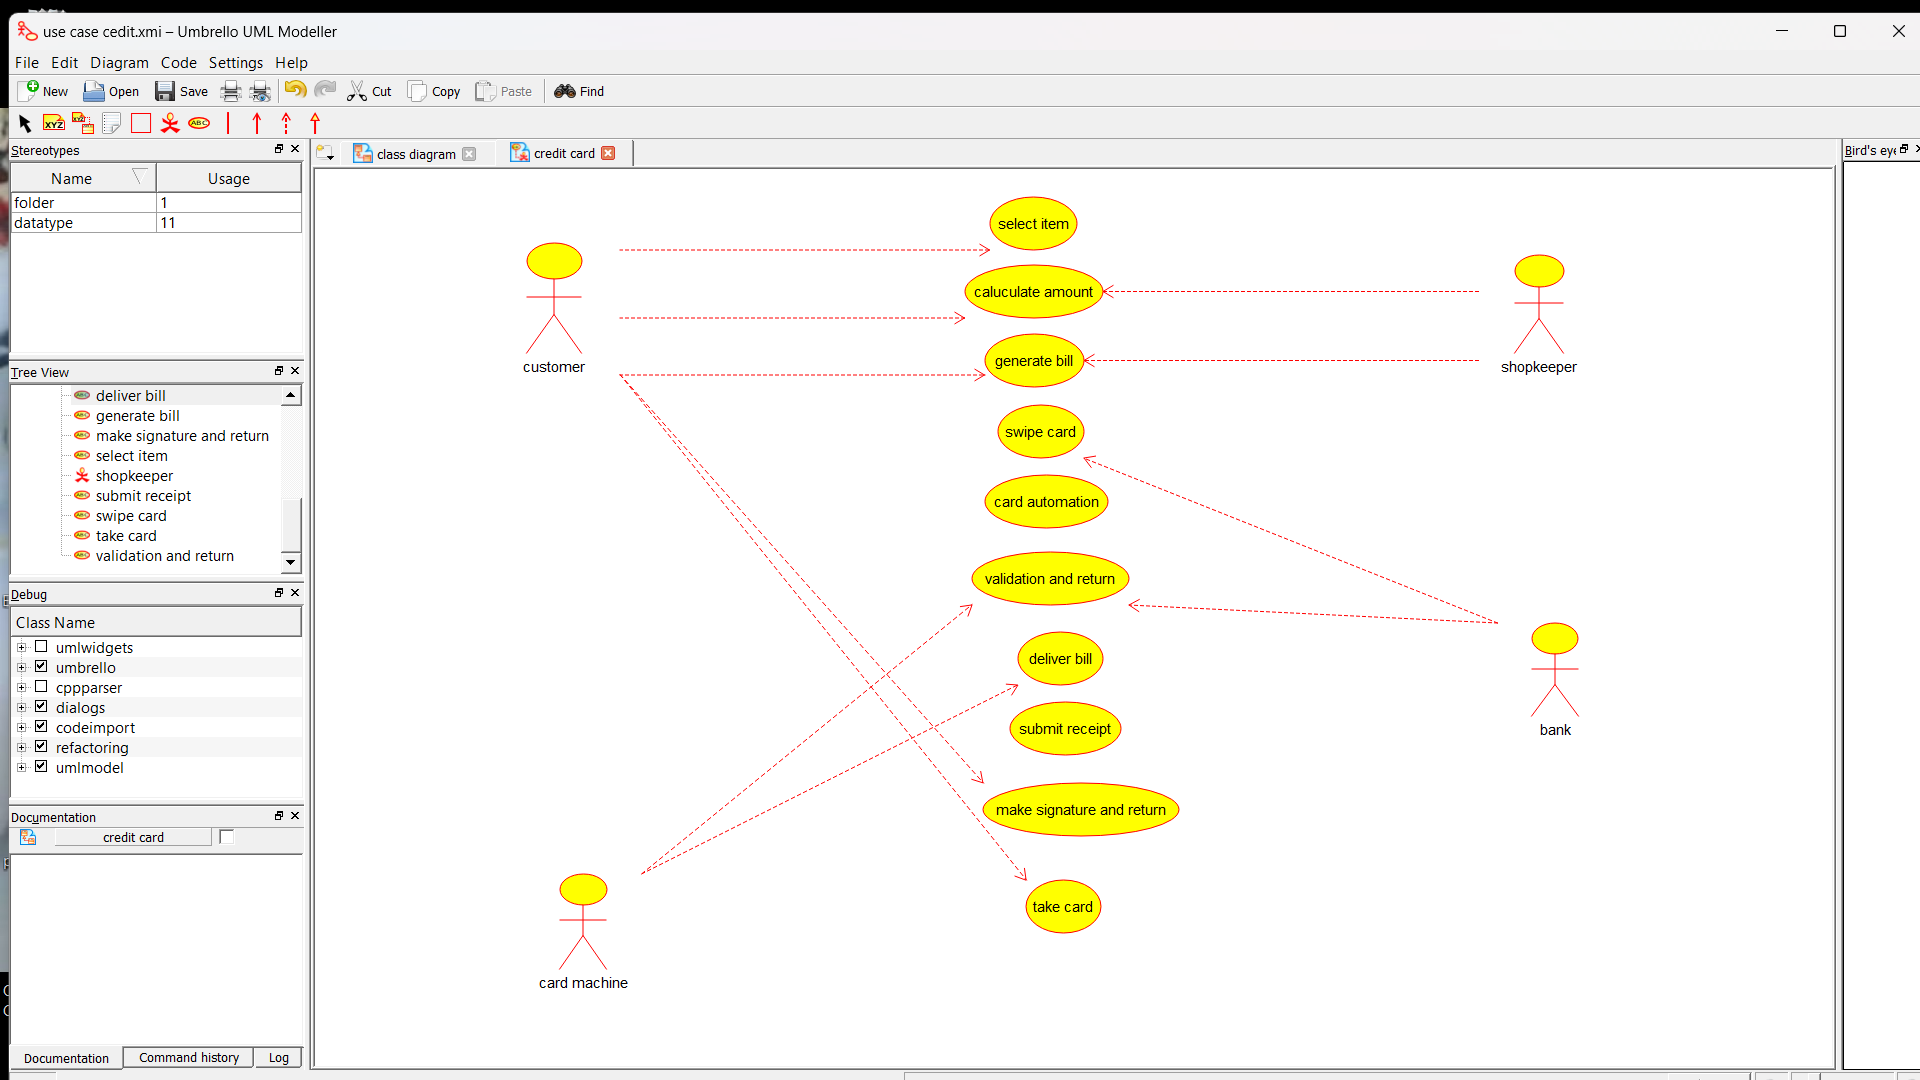 use case cedit.xmi – Umbrello UML Modeller
File Edit Diagram Code Settings Help
New Open Save Cut Copy Paste Find
XYZ XYZ ABC
Stereotypes
Name Usage
folder 1
datatype 11
Tree View
deliver bill
generate bill
make signature and return
select item
shopkeeper
submit receipt
swipe card
take card
validation and return
Debug
Class Name
umlwidgets
umbrello
cppparser
dialogs
codeimport
refactoring
umlmodel
Documentation
credit card
Documentation Command history Log
class diagram credit card
select item
caluculate amount
generate bill
swipe card
card automation
validation and return
deliver bill
submit receipt
make signature and return
take card
customer
shopkeeper
bank
card machine
Bird's eye